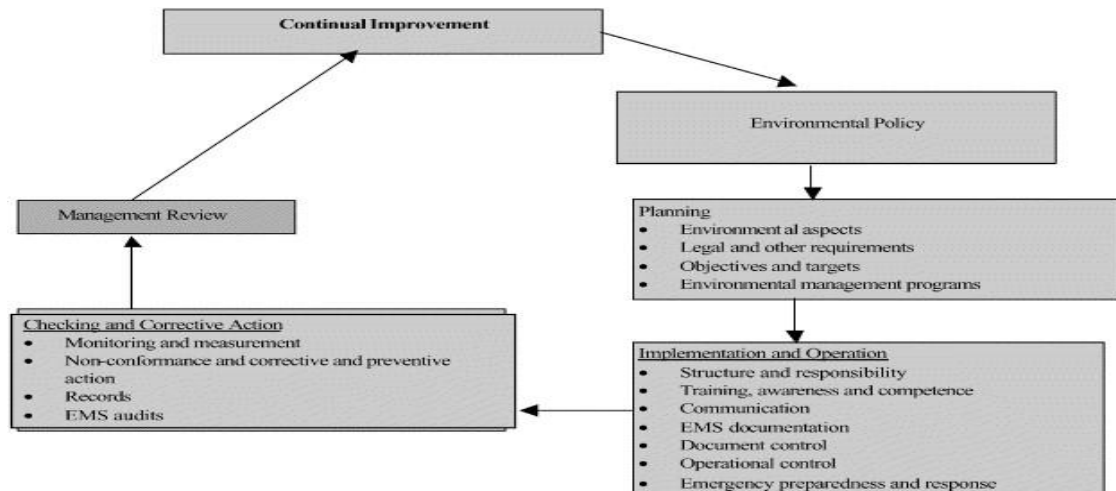 Continual Improvement
Environmental Policy
Planning
• Environmental aspects
• Legal and other requirements
• Objectives and targets
• Environmental management programs
Implementation and Operation
• Structure and responsibility
• Training, awareness and competence
• Communication
• EMS documentation
• Document control
• Operational control
• Emergency preparedness and response
Checking and Corrective Action
• Monitoring and measurement
• Non-conformance and corrective and preventive
action
• Records
• EMS audits
Management Review